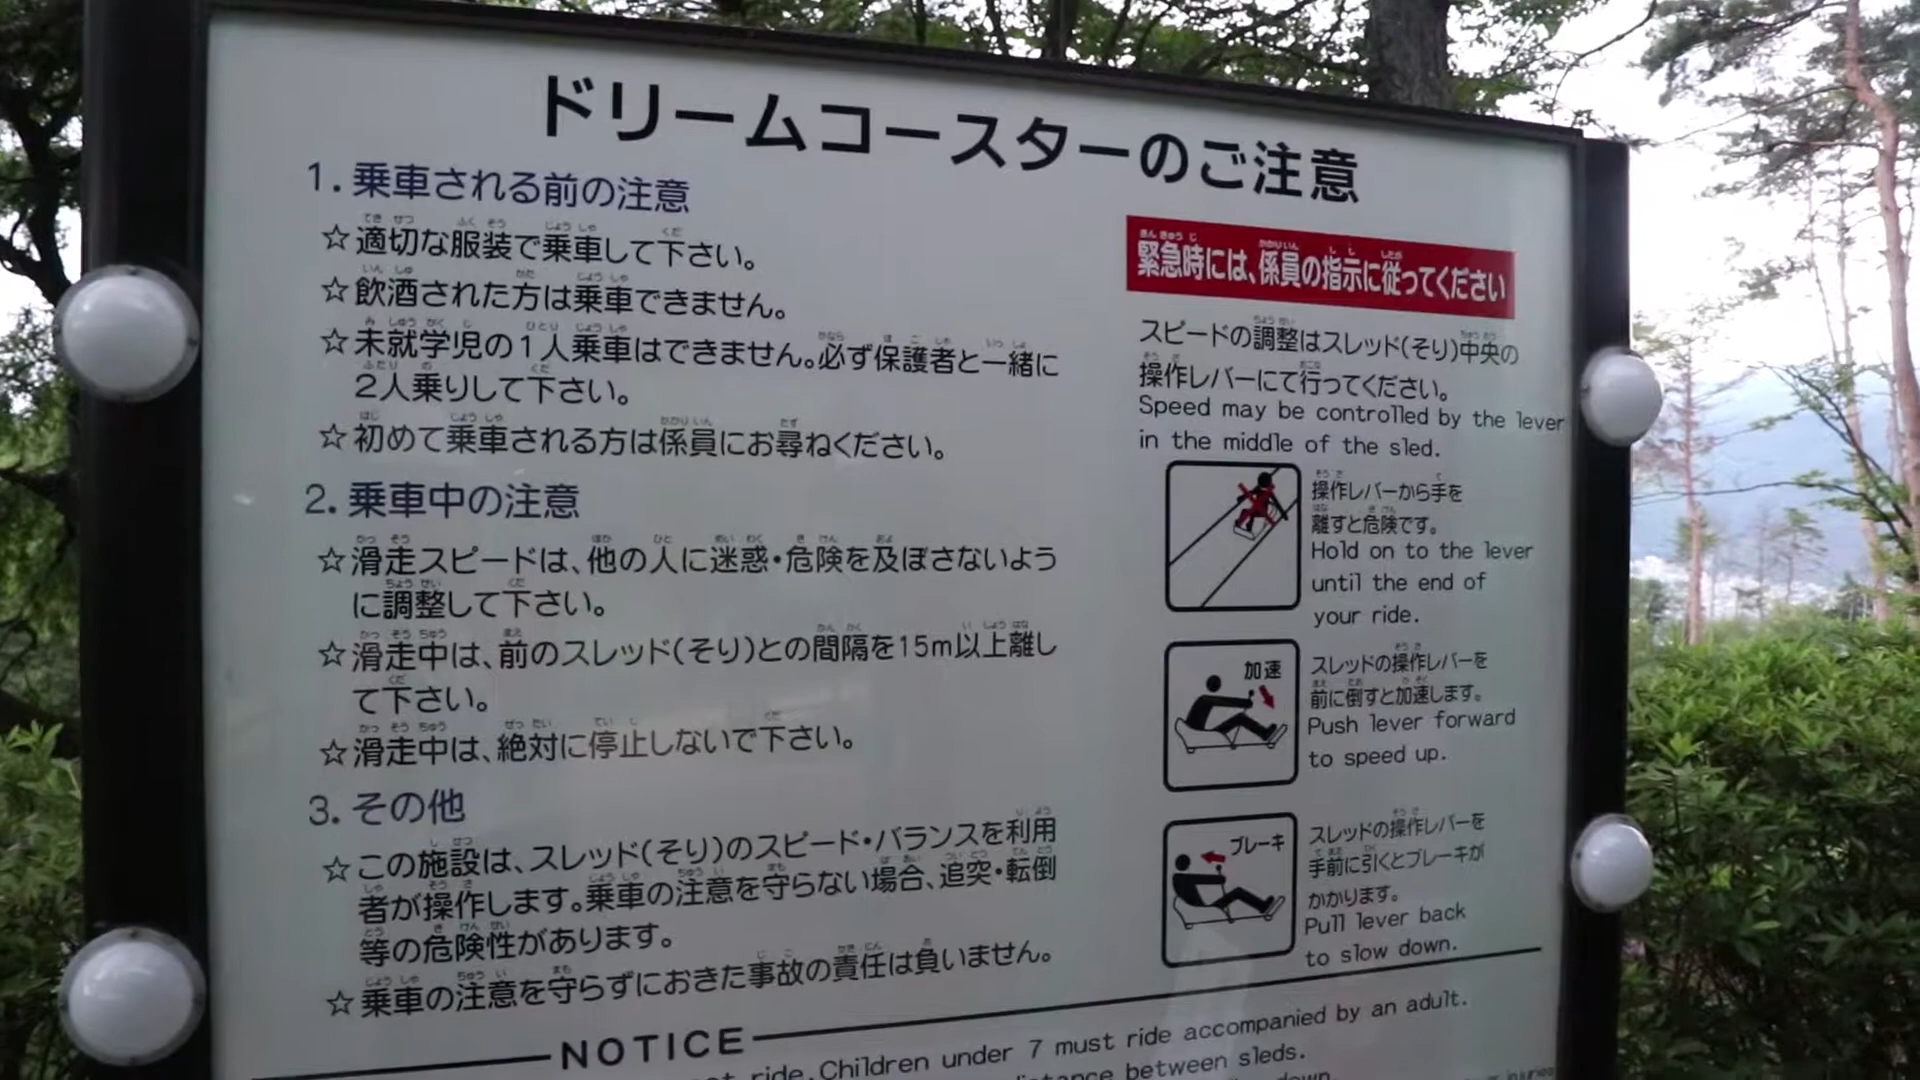 ドリームコースターのご注意
1. 乗車される前の注意
☆適切な服装で乗車して下さい。
☆飲酒された方は乗車できません。
☆未就学児の1人乗車はできません。必ず保護者と一緒に
2人乗りして下さい。
☆初めて乗車される方は係員にお尋ねください。
2. 乗車中の注意
☆滑走スピードは、他の人に迷惑・危険を及ぼさないよう
に調整して下さい。
☆滑走中は、前のスレッド(そり)との間隔を15m以上離し
て下さい。
☆滑走中は、絶対に停止しないで下さい。
3. その他
☆この施設は、スレッド(そり)のスピード・バランスを利用
者が操作します。乗車の注意を守らない場合、追突・転倒
等の危険性があります。
☆乗車の注意を守らずにおきた事故の責任は負いません。
緊急時には、係員の指示に従ってください
スピードの調整はスレッド(そり)中央の
操作レバーにて行ってください。
Speed may be controlled by the lever
in the middle of the sled.
操作レバーから手を
離すと危険です。
Hold on to the lever
until the end of
your ride.
加速
スレッドの操作レバーを
前に倒すと加速します。
Push lever forward
to speed up.
ブレーキ
スレッドの操作レバーを
手前に引くとブレーキが
かかります。
Pull lever back
to slow down.
NOTICE
ride. Children under 7 must ride accompanied by an adult.
between sleds.
down.